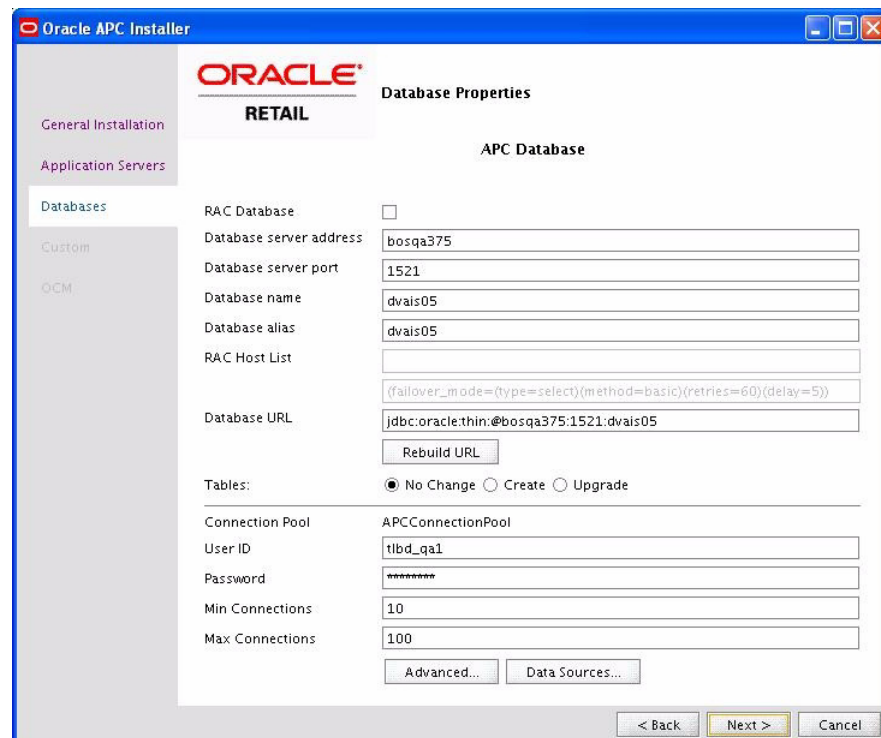 Oracle APC Installer
ORACLE®
RETAIL
Database Properties
APC Database
General Installation
Application Servers
Databases
Custom
OCM
RAC Database
Database server address bosqa375
Database server port 1521
Database name dvais05
Database alias dvais05
RAC Host List
(failover_mode=(type=select)(method=basic)(retries=60)(delay=5))
Database URL jdbc:oracle:thin:@bosqa375:1521:dvais05
Rebuild URL
Tables: No Change Create Upgrade
Connection Pool APCConnectionPool
User ID tlbd_qa1
Password ********
Min Connections 10
Max Connections 100
Advanced... Data Sources...
< Back Next > Cancel